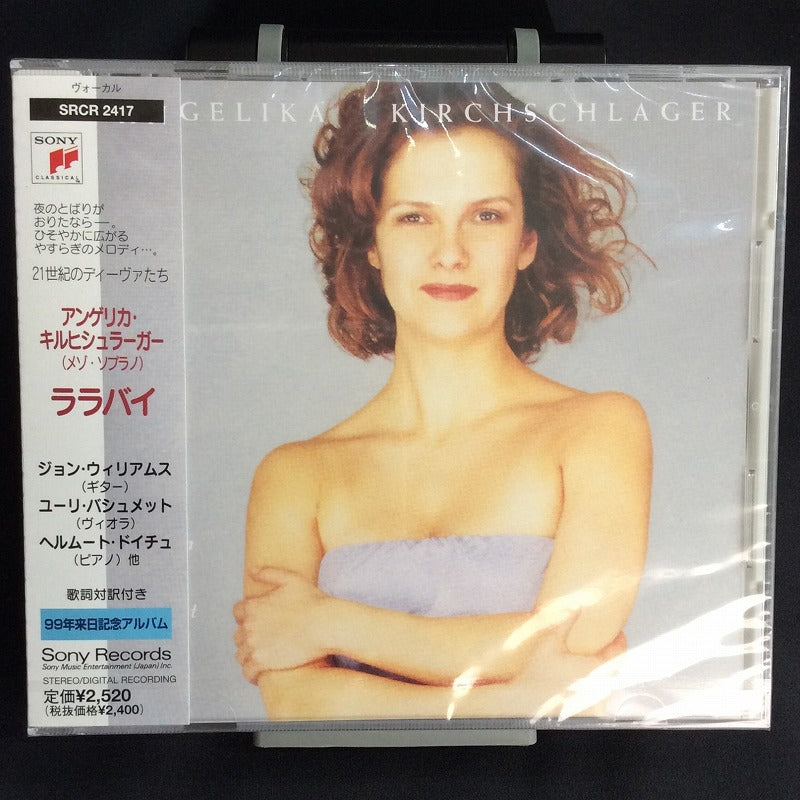 ヴォーカル
SRCR 2417
SONY
CLASSICAL
夜のとばりが
おりたなら―。
ひそやかに広がる
やすらぎのメロディ…。
21世紀のディーヴァたち
アンゲリカ・
キルヒシュラーガー
(メゾ・ソプラノ)
ララバイ
ジョン・ウィリアムス
(ギター)
ユーリ・バシュメット
(ヴィオラ)
ヘルムート・ドイチュ
(ピアノ) 他
歌詞対訳付き
99年来日記念アルバム
Sony Records
Sony Music Entertainment (Japan) Inc.
STEREO/DIGITAL RECORDING
定価¥2,520
(税抜価格¥2,400)
GELIKA KIRCHSCHLAGER